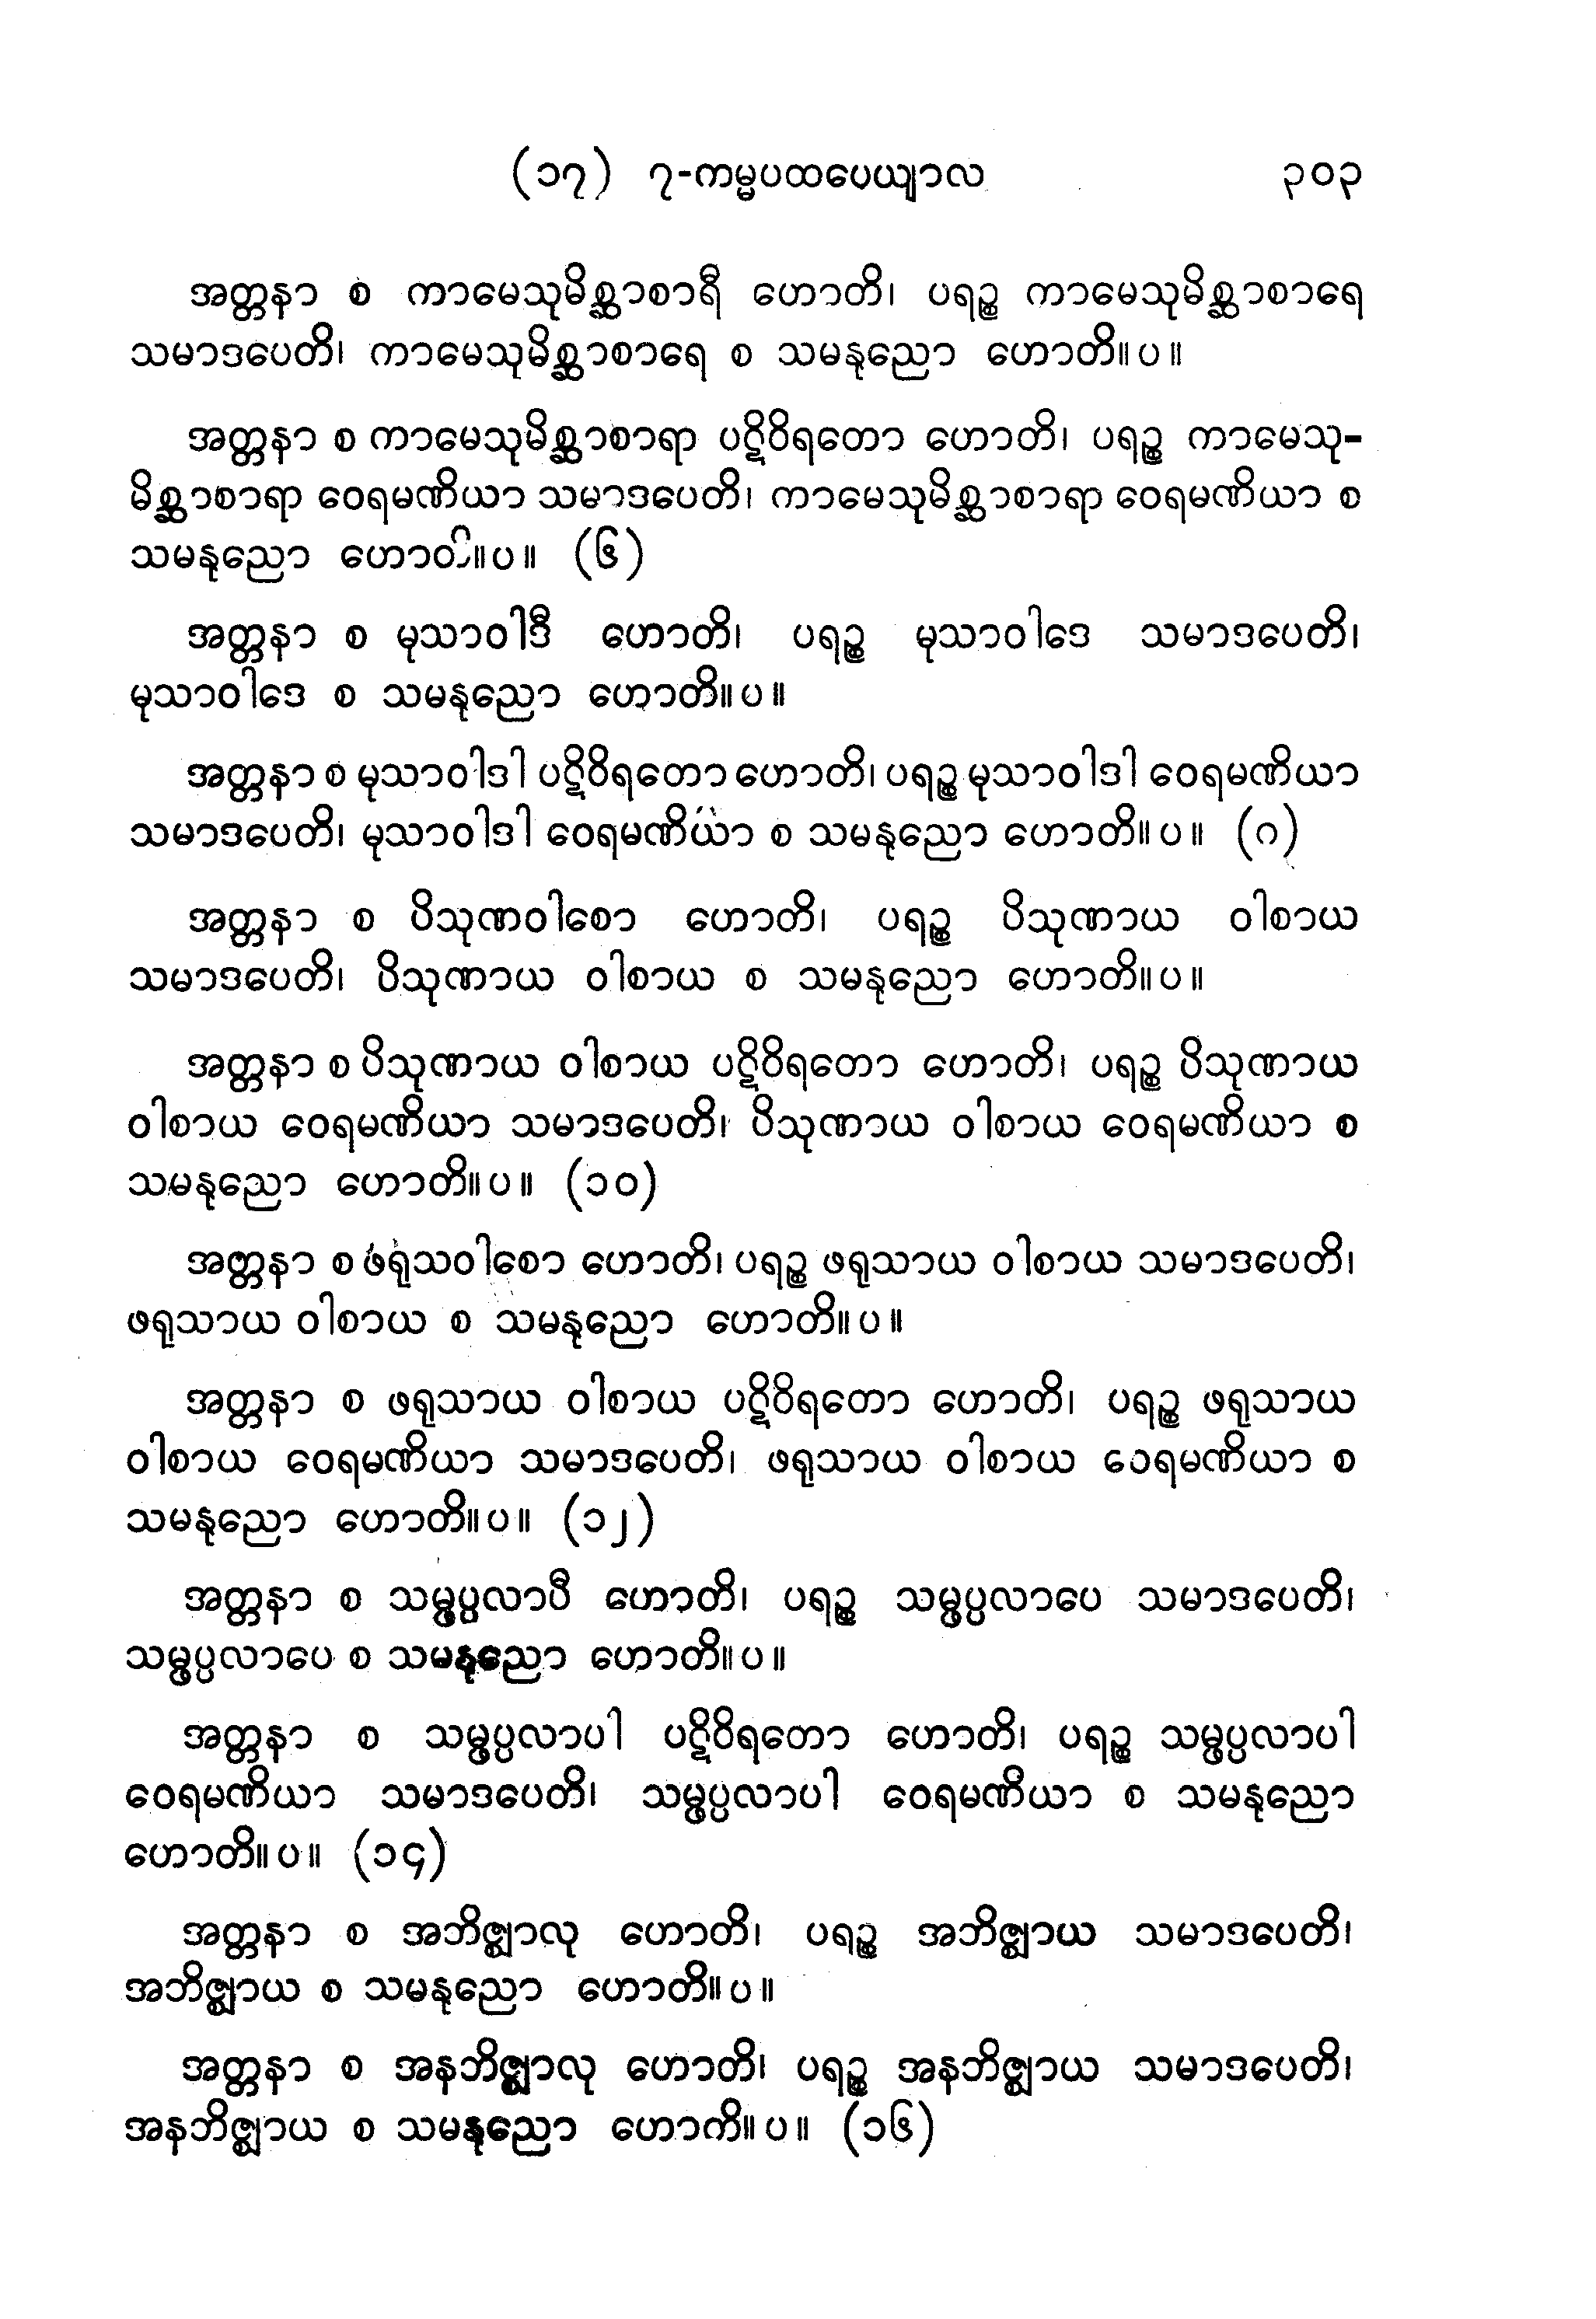 (၁၇) ၇-ကမ္မပထပေယျာလ ၃၀၃
အတ္တနာ စ ကာမေသုမိစ္ဆာစာရီ ဟောတိ၊ ပရဉ္စ ကာမေသုမိစ္ဆာစာရေ
သမာဒပေတိ၊ ကာမေသုမိစ္ဆာစာရေ စ သမနုညော ဟောတိ။ပ။
အတ္တနာ စ ကာမေသုမိစ္ဆာစာရာ ပဋိဝိရတော ဟောတိ၊ ပရဉ္စ ကာမေသု-
မိစ္ဆာစာရာ ဝေရမဏိယာ သမာဒပေတိ၊ ကာမေသုမိစ္ဆာစာရာ ဝေရမဏိယာ စ
သမနုညော ဟောတိ။ပ။ (၆)
အတ္တနာ စ မုသာဝါဒီ ဟောတိ၊ ပရဉ္စ မုသာဝါဒေ သမာဒပေတိ၊
မုသာဝါဒေ စ သမနုညော ဟောတိ။ပ။
အတ္တနာ စ မုသာဝါဒါ ပဋိဝိရတော ဟောတိ၊ ပရဉ္စ မုသာဝါဒါ ဝေရမဏိယာ
သမာဒပေတိ၊ မုသာဝါဒါ ဝေရမဏိယာ စ သမနုညော ဟောတိ။ပ။ (ဂ)
အတ္တနာ စ ပိသုဏဝါစော ဟောတိ၊ ပရဉ္စ ပိသုဏာယ ဝါစာယ
သမာဒပေတိ၊ ပိသုဏာယ ဝါစာယ စ သမနုညော ဟောတိ။ပ။
အတ္တနာ စ ပိသုဏာယ ဝါစာယ ပဋိဝိရတော ဟောတိ၊ ပရဉ္စ ပိသုဏာယ
ဝါစာယ ဝေရမဏိယာ သမာဒပေတိ၊ ပိသုဏာယ ဝါစာယ ဝေရမဏိယာ စ
သမနုညော ဟောတိ။ပ။ (၁၀)
အတ္တနာ စ ဖရုသဝါစော ဟောတိ၊ ပရဉ္စ ဖရုသာယ ဝါစာယ သမာဒပေတိ၊
ဖရုသာယ ဝါစာယ စ သမနုညော ဟောတိ။ပ။
အတ္တနာ စ ဖရုသာယ ဝါစာယ ပဋိဝိရတော ဟောတိ၊ ပရဉ္စ ဖရုသာယ
ဝါစာယ ဝေရမဏိယာ သမာဒပေတိ၊ ဖရုသာယ ဝါစာယ ဝေရမဏိယာ စ
သမနုညော ဟောတိ။ပ။ (၁၂)
အတ္တနာ စ သမ္ဖပ္ပလာပီ ဟောတိ၊ ပရဉ္စ သမ္ဖပ္ပလာပေ သမာဒပေတိ၊
သမ္ဖပ္ပလာပေ စ သမနုညော ဟောတိ။ပ။
အတ္တနာ စ သမ္ဖပ္ပလာပါ ပဋိဝိရတော ဟောတိ၊ ပရဉ္စ သမ္ဖပ္ပလာပါ
ဝေရမဏိယာ သမာဒပေတိ၊ သမ္ဖပ္ပလာပါ ဝေရမဏိယာ စ သမနုညော
ဟောတိ။ပ။ (၁၄)
အတ္တနာ စ အဘိဇ္ဈာလု ဟောတိ၊ ပရဉ္စ အဘိဇ္ဈာယ သမာဒပေတိ၊
အဘိဇ္ဈာယ စ သမနုညော ဟောတိ။ပ။
အတ္တနာ စ အနဘိဇ္ဈာလု ဟောတိ၊ ပရဉ္စ အနဘိဇ္ဈာယ သမာဒပေတိ၊
အနဘိဇ္ဈာယ စ သမနုညော ဟောတိ။ပ။ (၁၆)